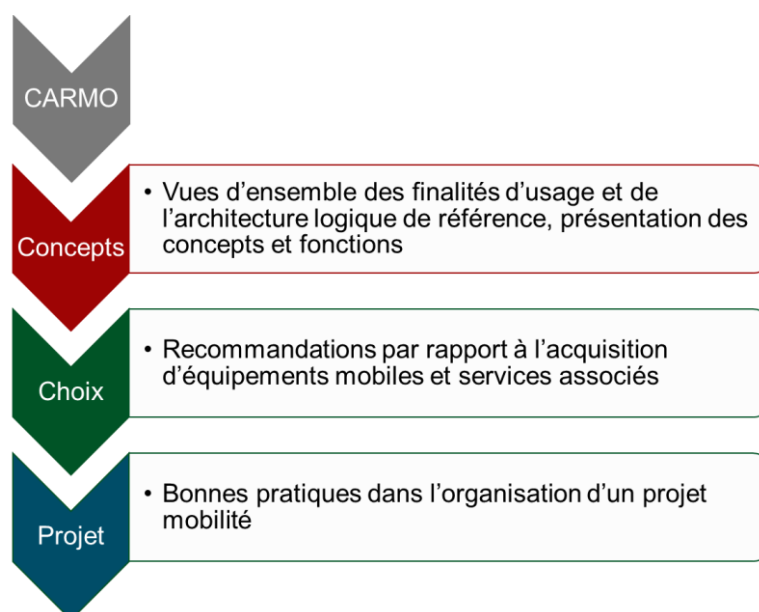 CARMO
Concepts
• Vues d'ensemble des finalités d'usage et de
l'architecture logique de référence, présentation des
concepts et fonctions
Choix
• Recommandations par rapport à l'acquisition
d'équipements mobiles et services associés
Projet
• Bonnes pratiques dans l'organisation d'un projet
mobilité